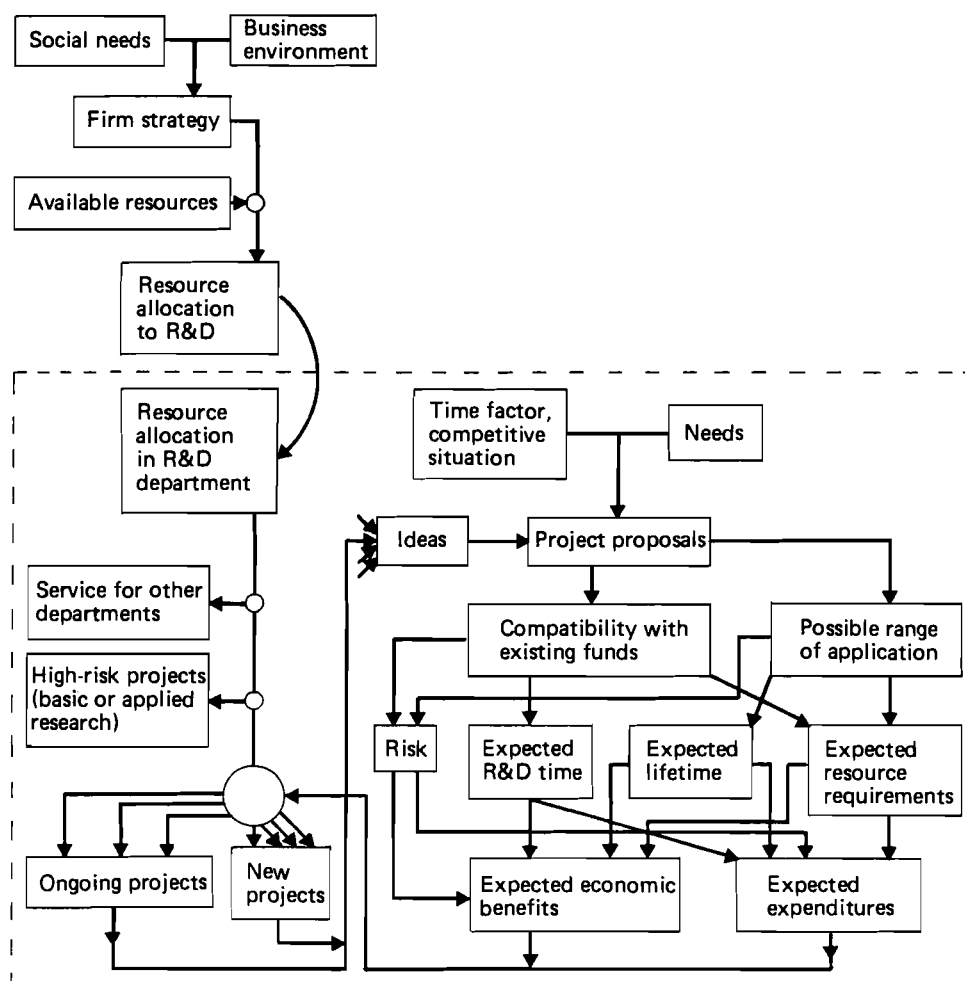 Social needs
Business
environment
Firm strategy
Available resources
Resource
allocation
to R&D
Resource
allocation
in R&D
department
Time factor,
competitive
situation
Needs
Ideas
Project proposals
Service for other
departments
Compatibility with
existing funds
Possible range
of application
High-risk projects
(basic or applied
research)
Risk
Expected
R&D time
Expected
lifetime
Expected
resource
requirements
Ongoing projects
New
projects
Expected economic
benefits
Expected
expenditures